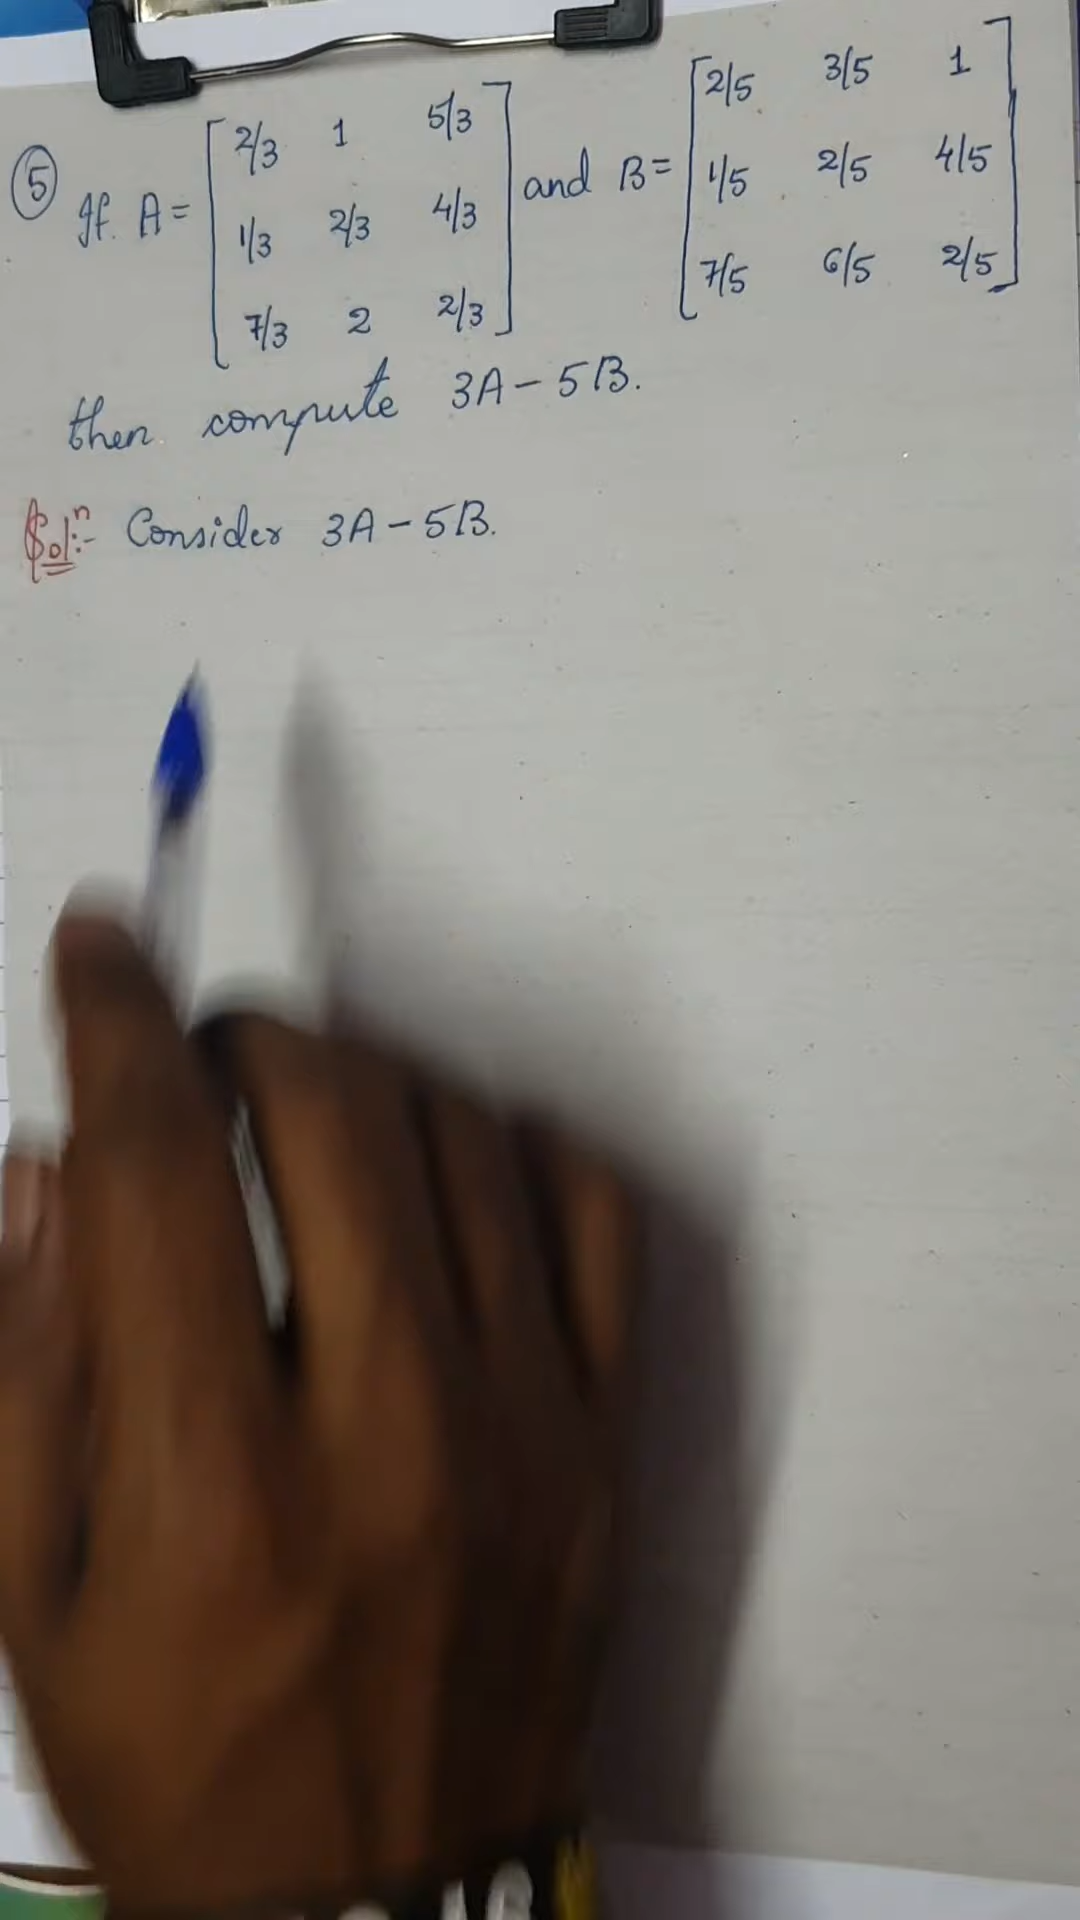 ⑤ If A = [2/3 1 5/3 and B = [2/5 3/5 1
1/3 2/3 4/3 1/5 2/5 4/5
7/3 2 2/3] 7/5 6/5 2/5]
then compute 3A - 5B.
Solⁿ:- Consider 3A - 5B.